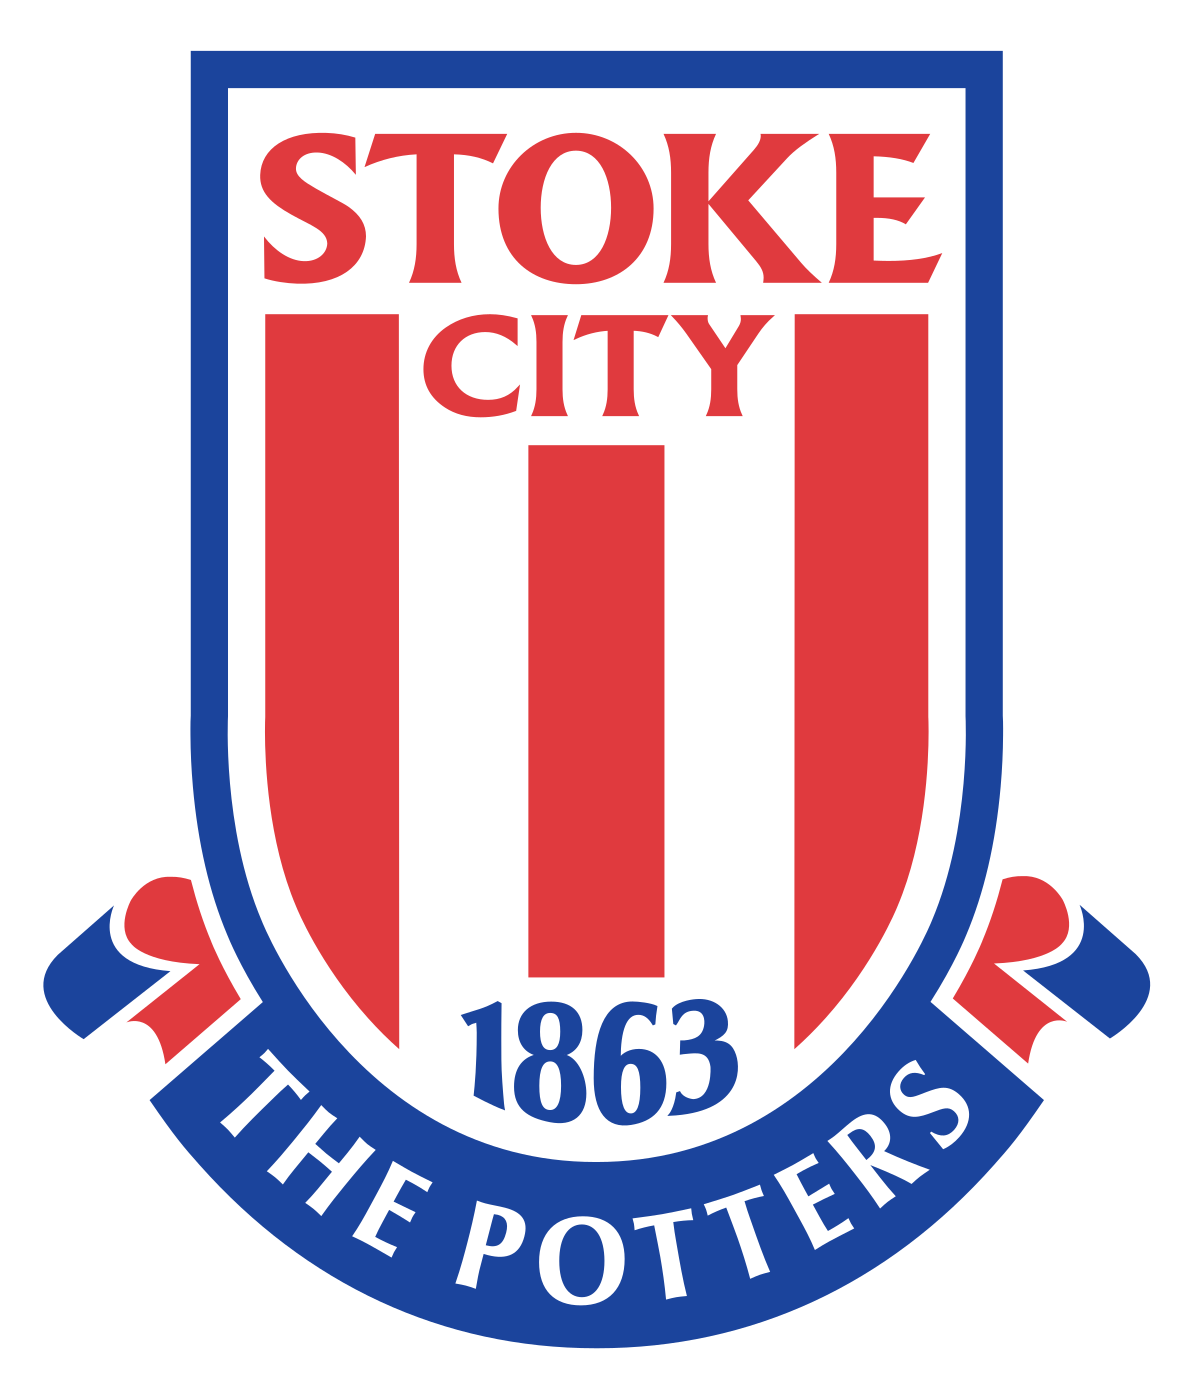 STOKE
CITY
1863
THE POTTERS